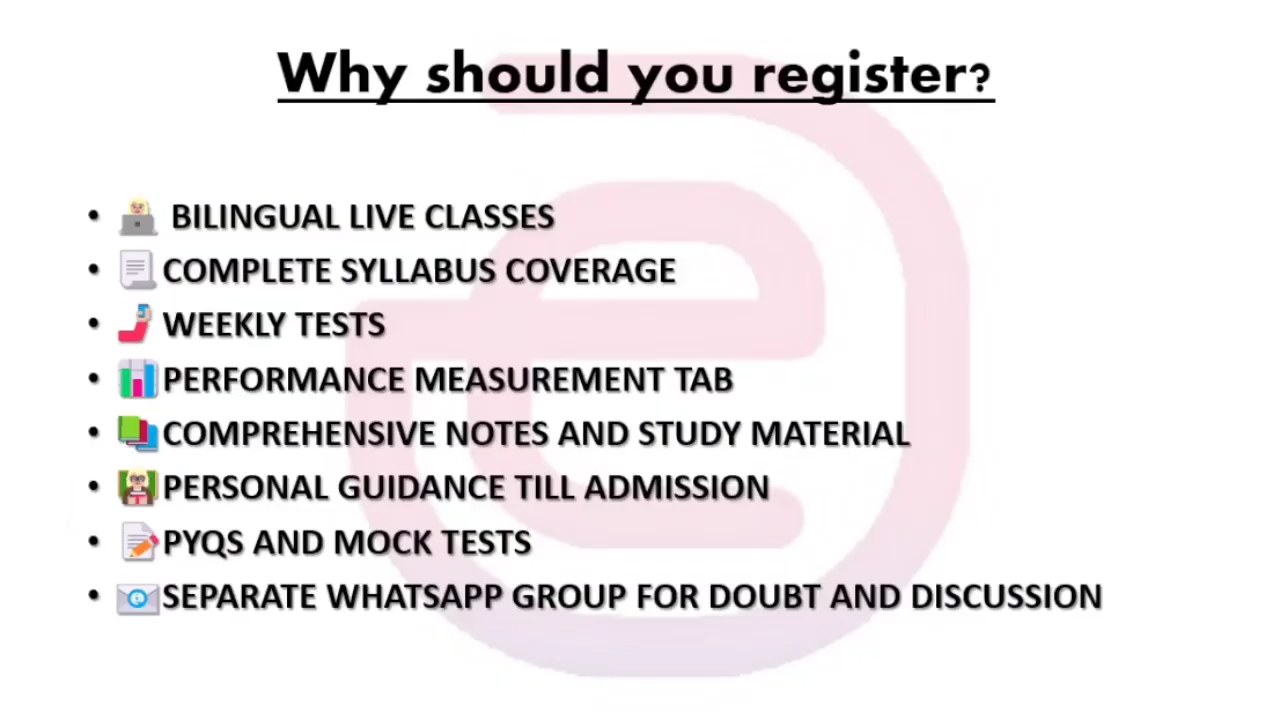 Why should you register?
• BILINGUAL LIVE CLASSES
• COMPLETE SYLLABUS COVERAGE
• WEEKLY TESTS
• PERFORMANCE MEASUREMENT TAB
• COMPREHENSIVE NOTES AND STUDY MATERIAL
• PERSONAL GUIDANCE TILL ADMISSION
• PYQS AND MOCK TESTS
• SEPARATE WHATSAPP GROUP FOR DOUBT AND DISCUSSION